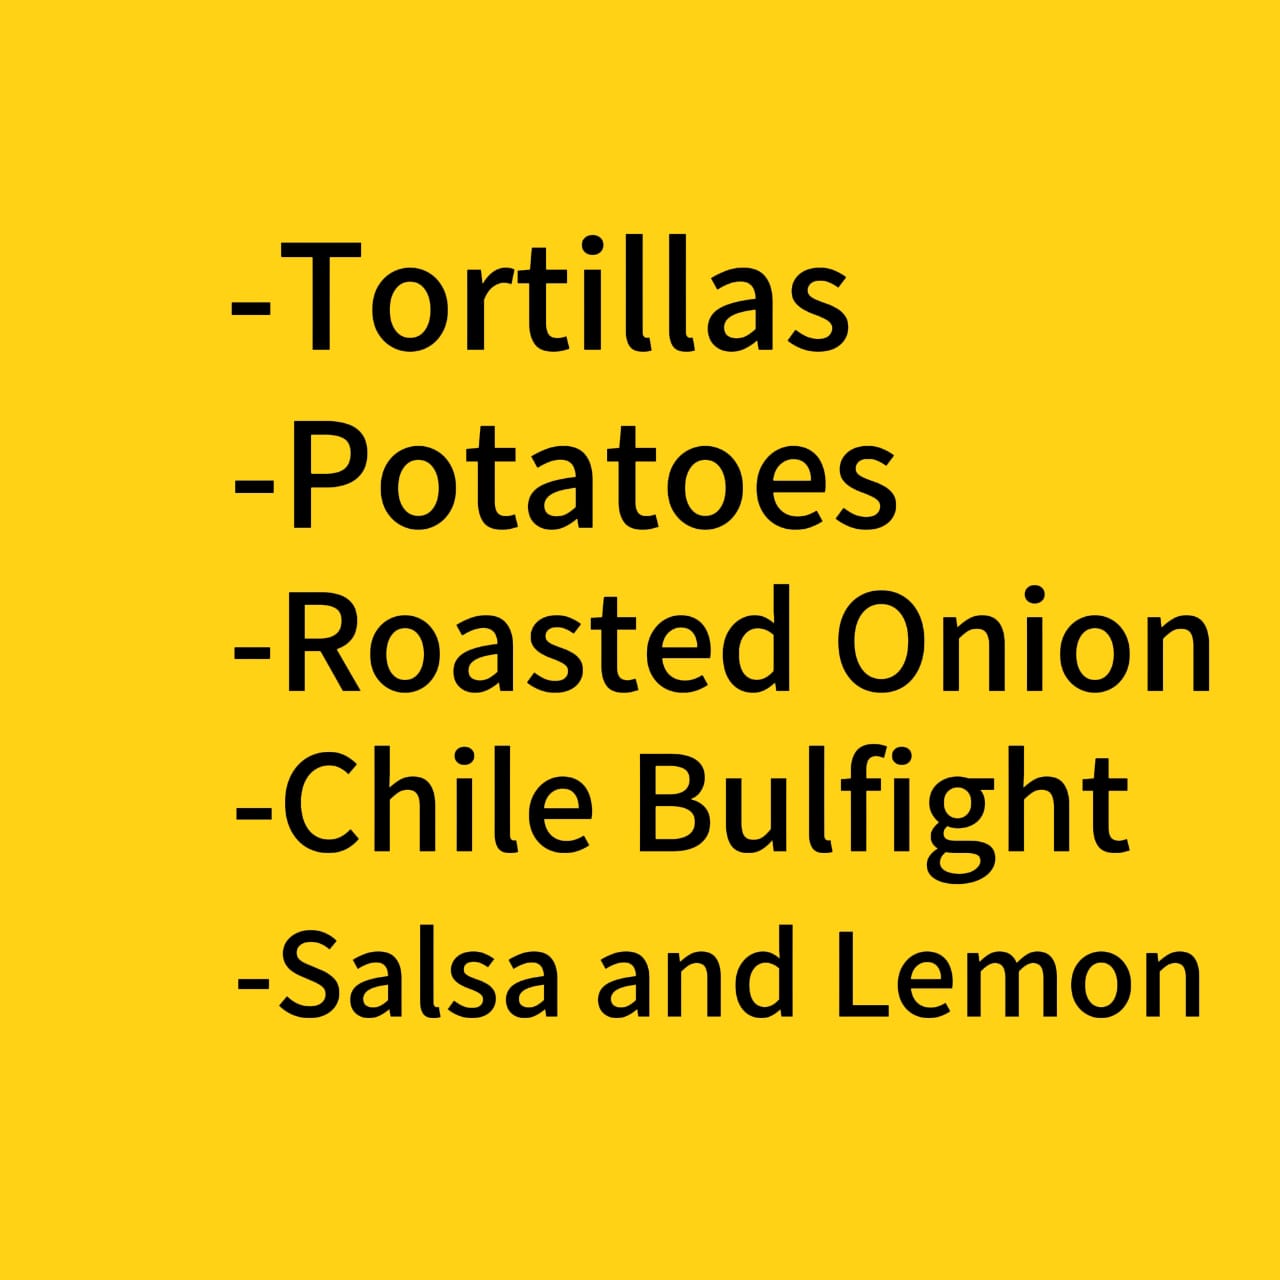 -Tortillas
-Potatoes
-Roasted Onion
-Chile Bulfight
-Salsa and Lemon